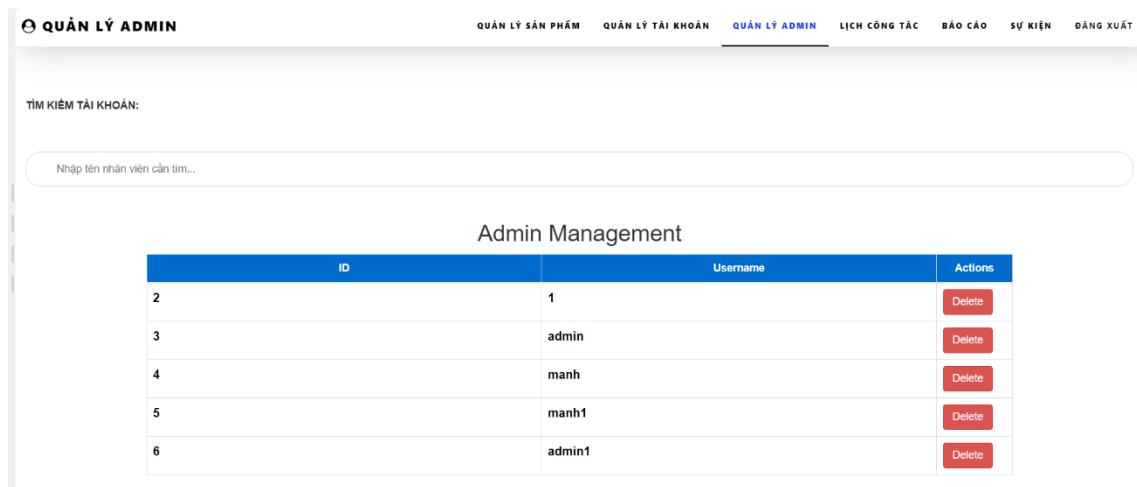 QUẢN LÝ ADMIN QUẢN LÝ SẢN PHẨM QUẢN LÝ TÀI KHOẢN QUẢN LÝ ADMIN LỊCH CÔNG TÁC BÁO CÁO SỰ KIỆN ĐĂNG XUẤT
TÌM KIẾM TÀI KHOẢN:
Nhập tên nhân viên cần tìm...
Admin Management
ID Username Actions
2 1 Delete
3 admin Delete
4 manh Delete
5 manh1 Delete
6 admin1 Delete